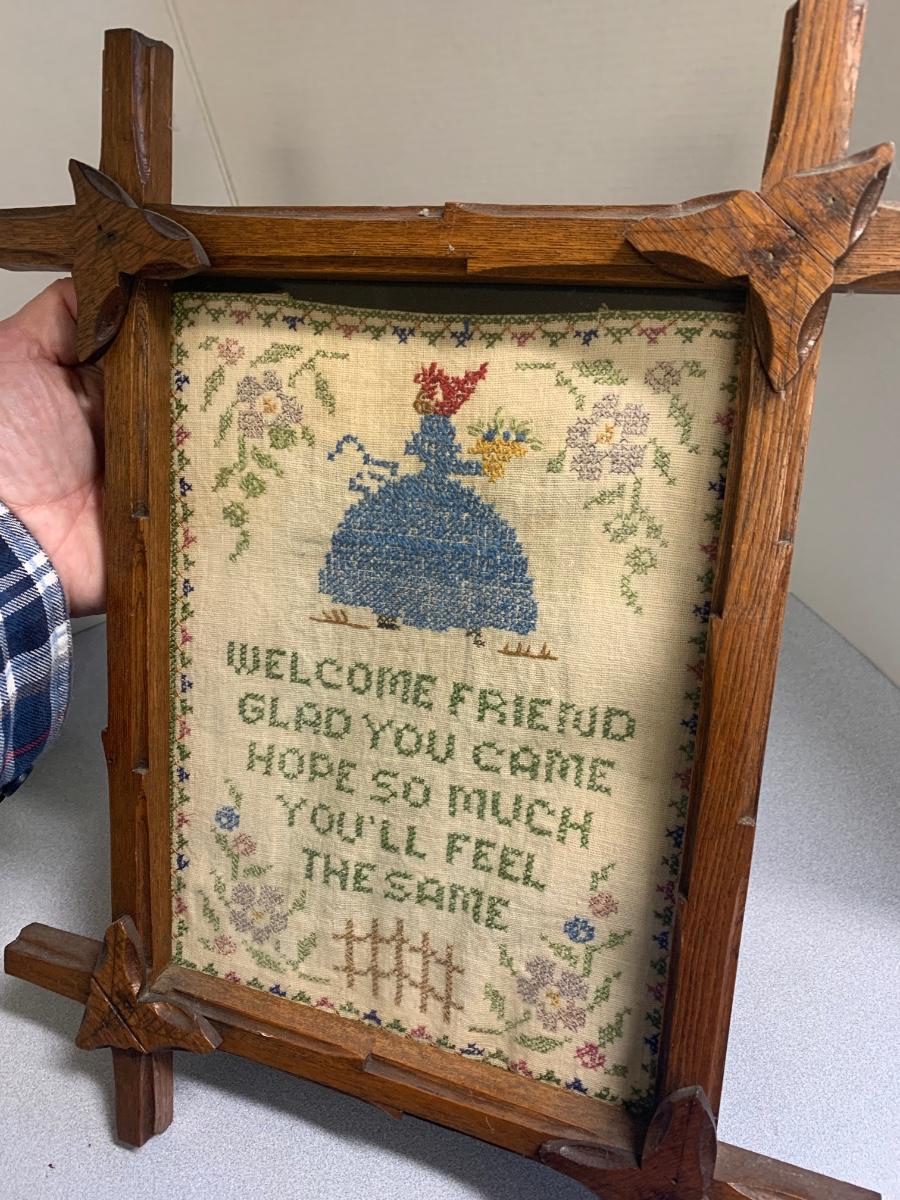 WELCOME FRIEND
GLAD YOU CAME
HOPE SO MUCH
YOU'LL FEEL
THE SAME